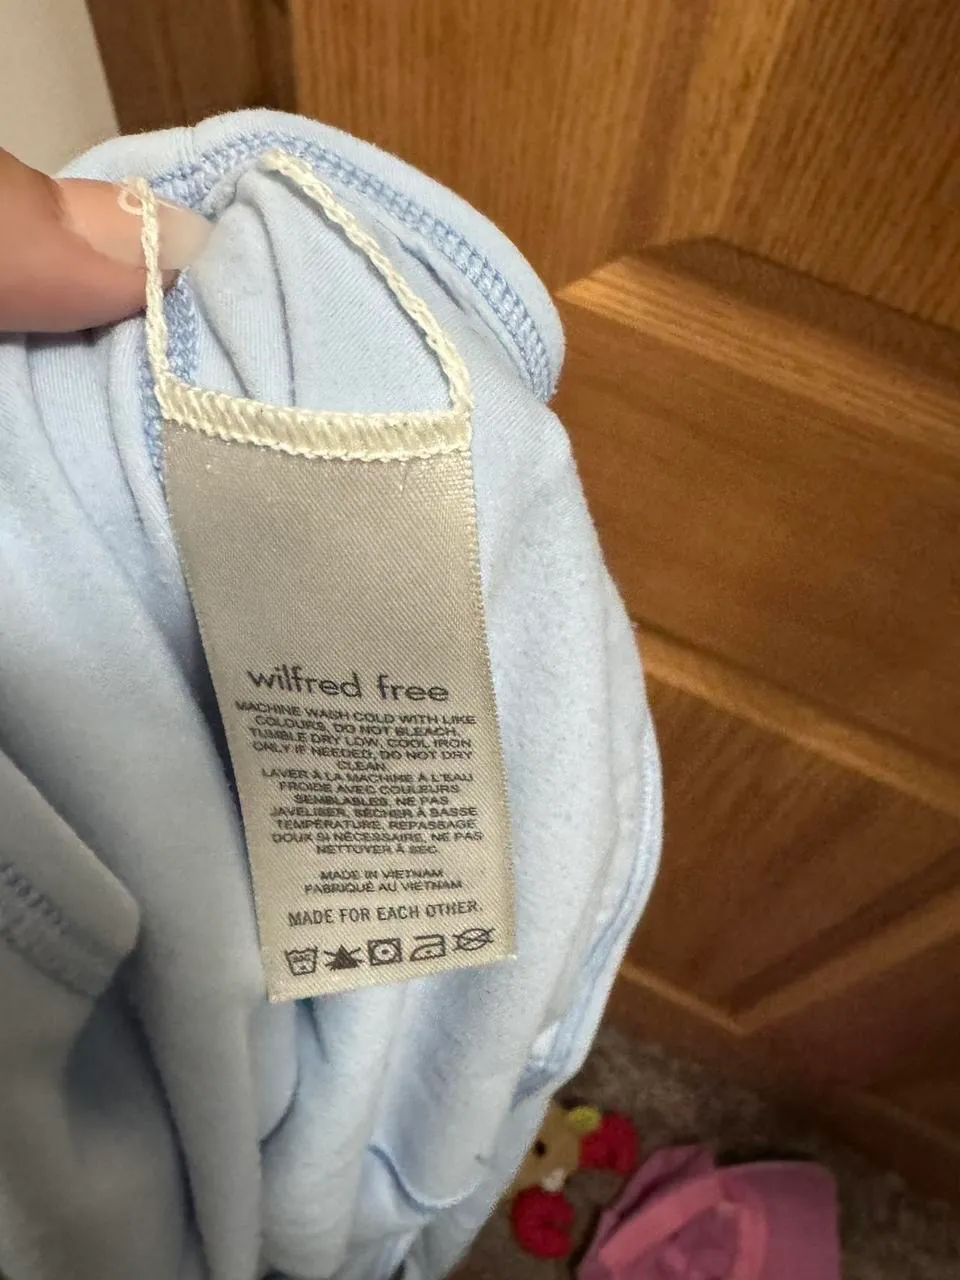 wilfred free
MACHINE WASH COLD WITH LIKE
COLOURS, DO NOT BLEACH,
TUMBLE DRY LOW, COOL IRON
ONLY IF NEEDED, DO NOT DRY
CLEAN
LAVER À LA MACHINE À L'EAU
FROIDE AVEC COULEURS
SEMBLABLES, NE PAS
JAVELISER, SÉCHER À BASSE
TEMPÉRATURE, REPASSAGE
DOUX SI NÉCESSAIRE, NE PAS
NETTOYER À SEC
MADE IN VIETNAM
FABRIQUÉ AU VIETNAM
MADE FOR EACH OTHER.